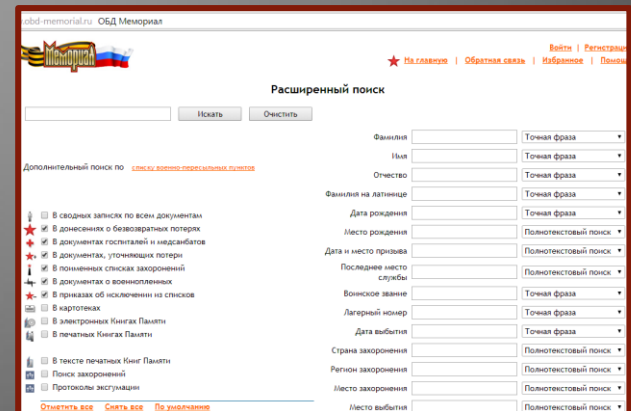 .obd-memorial.ru ОБД Мемориал
Мемориал
Войти | Регистраци
На главную | Обратная связь | Избранное | Помощ
Расширенный поиск
Искать Очистить
Фамилия Точная фраза
Имя Точная фраза
Дополнительный поиск по списку военно-пересыльных пунктов
Отчество Точная фраза
Фамилия на латинице Точная фраза
В сводных записях по всем документам
Дата рождения Точная фраза
В донесениях о безвозвратных потерях
Место рождения Полнотекстовый поиск
В документах госпиталей и медсанбатов
В документах, уточняющих потери
Дата и место призыва Полнотекстовый поиск
В поименных списках захоронений
Последнее место службы Полнотекстовый поиск
В документах о военнопленных
В приказах об исключении из списков
Воинское звание Точная фраза
В картотеках
Лагерный номер Точная фраза
В электронных Книгах Памяти
В печатных Книгах Памяти
Дата выбытия Точная фраза
Страна захоронения Полнотекстовый поиск
В тексте печатных Книг Памяти
Регион захоронения Полнотекстовый поиск
Поиск захоронений
Протоколы эксгумации
Место захоронения Полнотекстовый поиск
Отметить все Снять все По умолчанию
Место выбытия Полнотекстовый поиск